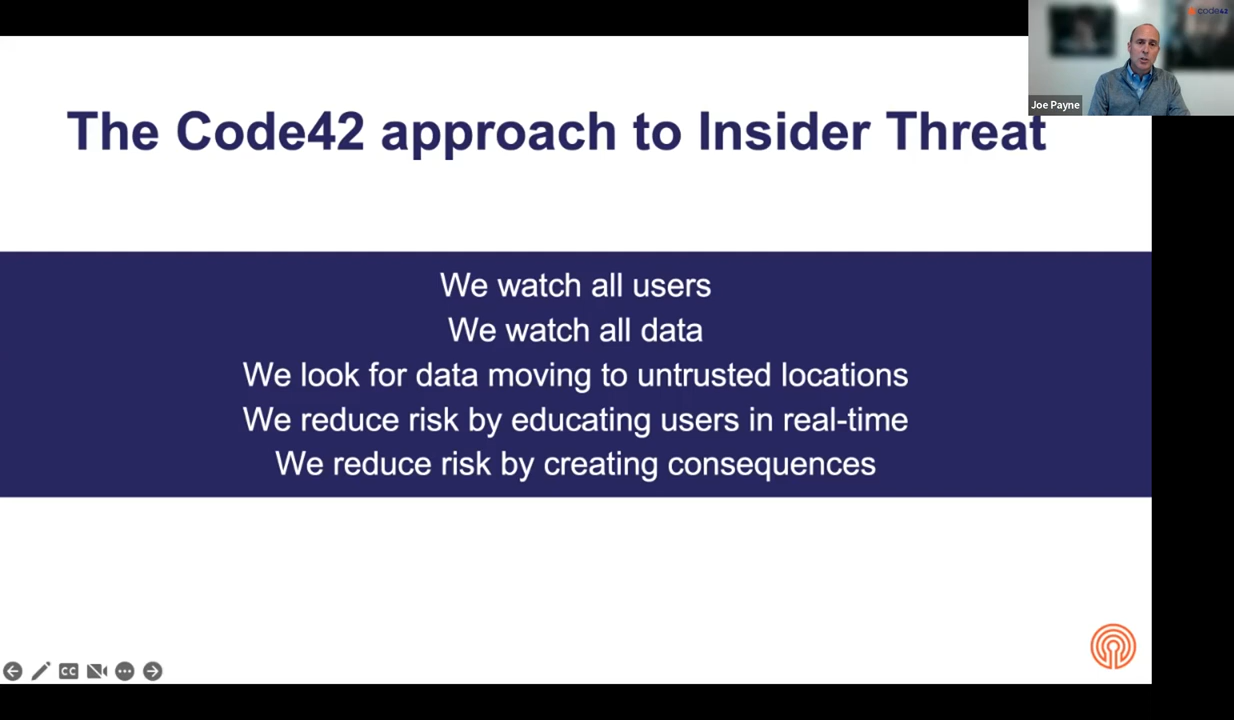 code42
Joe Payne
The Code42 approach to Insider Threat
We watch all users
We watch all data
We look for data moving to untrusted locations
We reduce risk by educating users in real-time
We reduce risk by creating consequences
CC